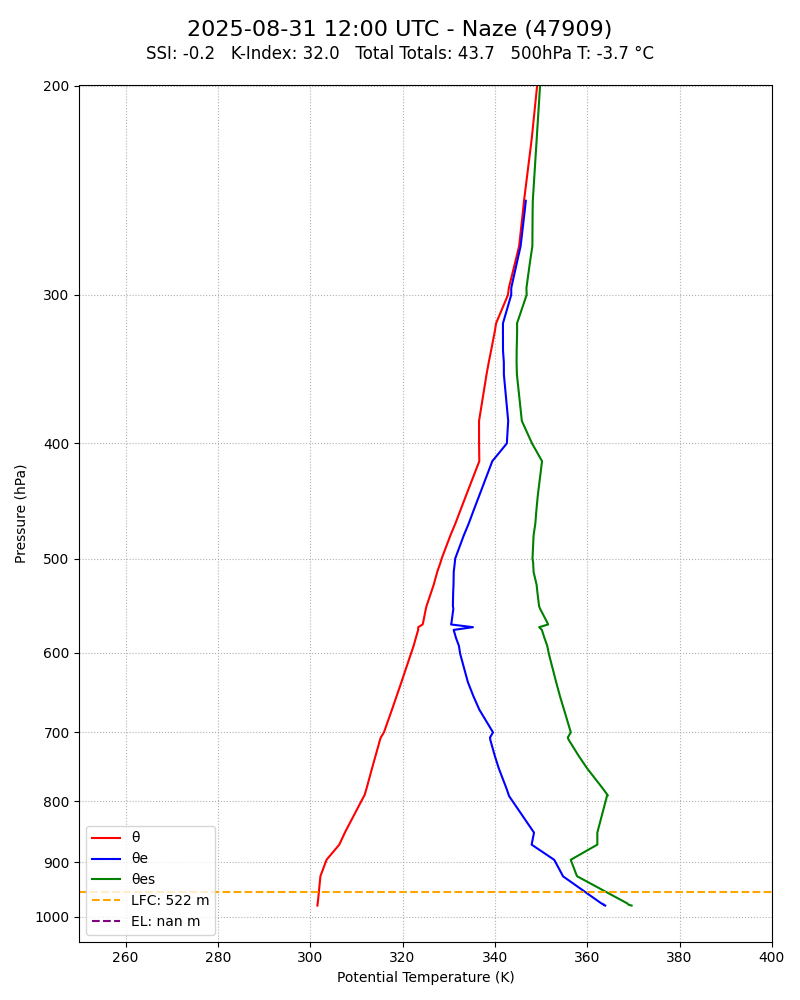 2025-08-31 12:00 UTC - Naze (47909)
SSI: -0.2   K-Index: 32.0   Total Totals: 43.7   500hPa T: -3.7 °C
200
300
400
500
600
700
800
900
1000
Pressure (hPa)
θ
θe
θes
LFC: 522 m
EL: nan m
260 280 300 320 340 360 380 400
Potential Temperature (K)